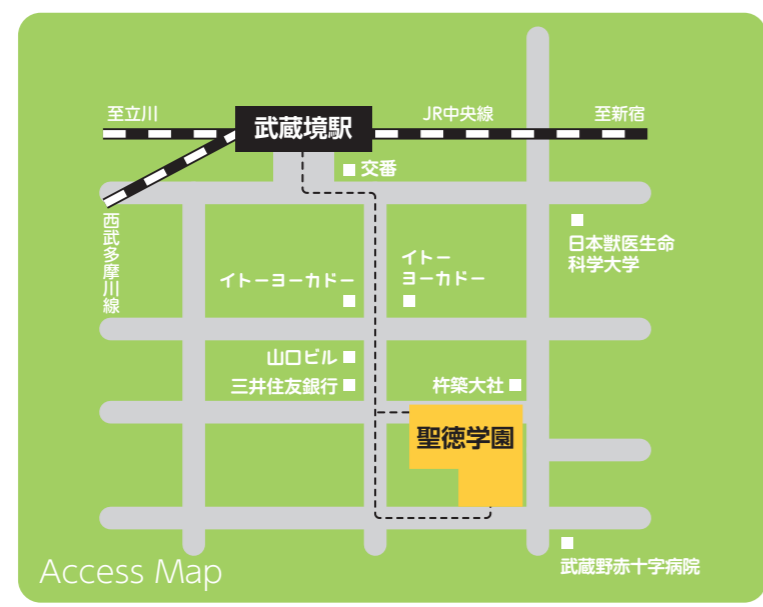 至立川
武蔵境駅
JR中央線
至新宿
交番
西武多摩川線
日本獣医生命
科学大学
イトーヨーカドー
イトー
ヨーカドー
山口ビル
三井住友銀行
杵築大社
聖徳学園
武蔵野赤十字病院
Access Map